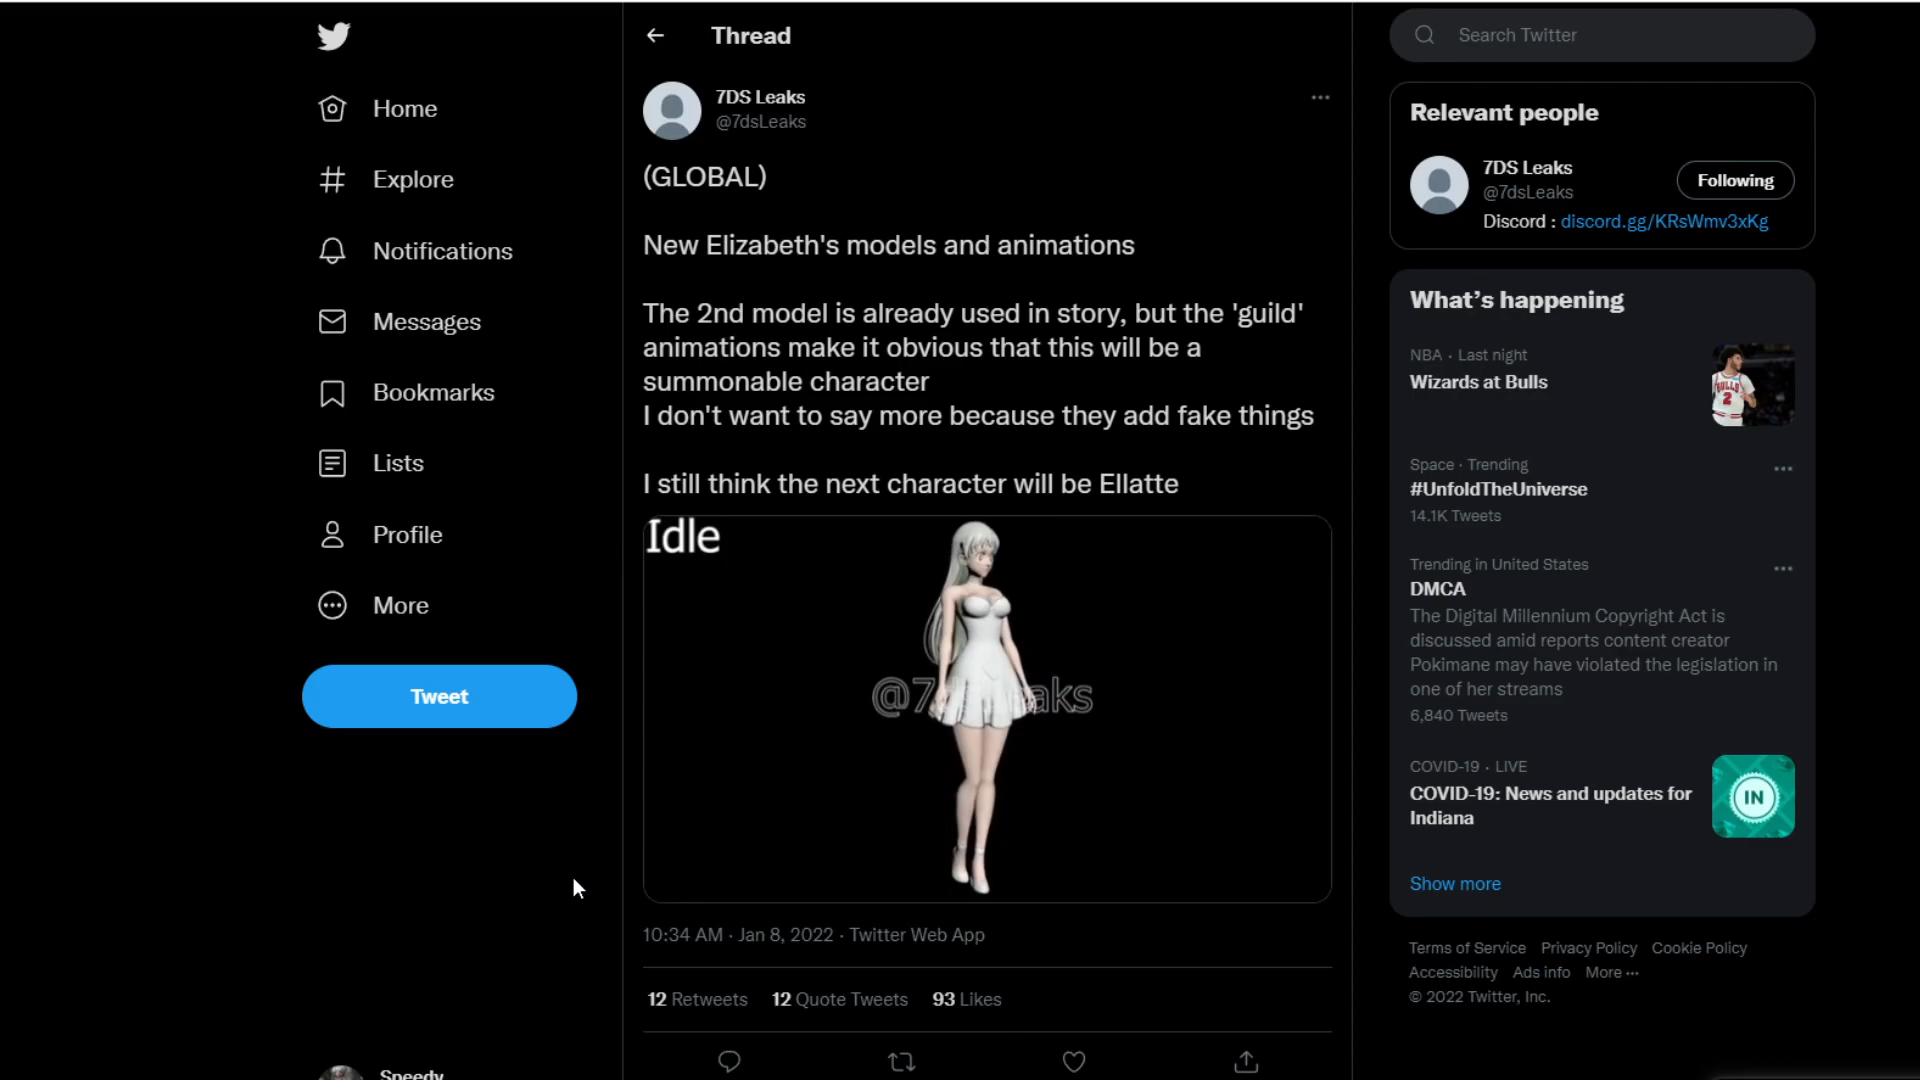 Home
Explore
Notifications
Messages
Bookmarks
Lists
Profile
More
Tweet
Speedy
Thread
7DS Leaks
@7dsLeaks
(GLOBAL)
New Elizabeth's models and animations
The 2nd model is already used in story, but the 'guild'
animations make it obvious that this will be a
summonable character
I don't want to say more because they add fake things
I still think the next character will be Ellatte
Idle
@7dsLeaks
10:34 AM · Jan 8, 2022 · Twitter Web App
12 Retweets 12 Quote Tweets 93 Likes
Search Twitter
Relevant people
7DS Leaks
@7dsLeaks
Following
Discord : discord.gg/KRsWmv3xKg
What's happening
NBA · Last night
Wizards at Bulls
BULLS
2
Space · Trending
#UnfoldTheUniverse
14.1K Tweets
Trending in United States
DMCA
The Digital Millennium Copyright Act is
discussed amid reports content creator
Pokimane may have violated the legislation in
one of her streams
6,840 Tweets
COVID-19 · LIVE
COVID-19: News and updates for
Indiana
IN
Show more
Terms of Service Privacy Policy Cookie Policy
Accessibility Ads info More ···
© 2022 Twitter, Inc.